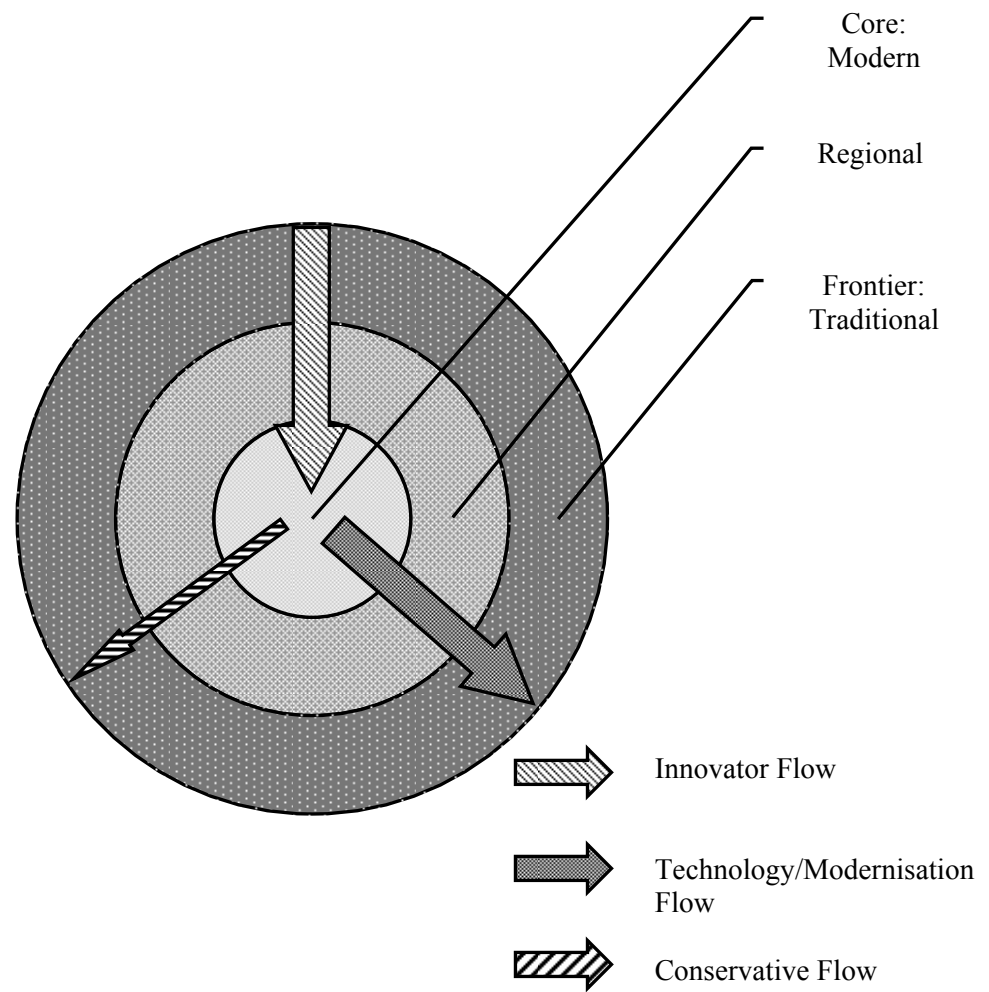 Core:
Modern
Regional
Frontier:
Traditional
Innovator Flow
Technology/Modernisation
Flow
Conservative Flow